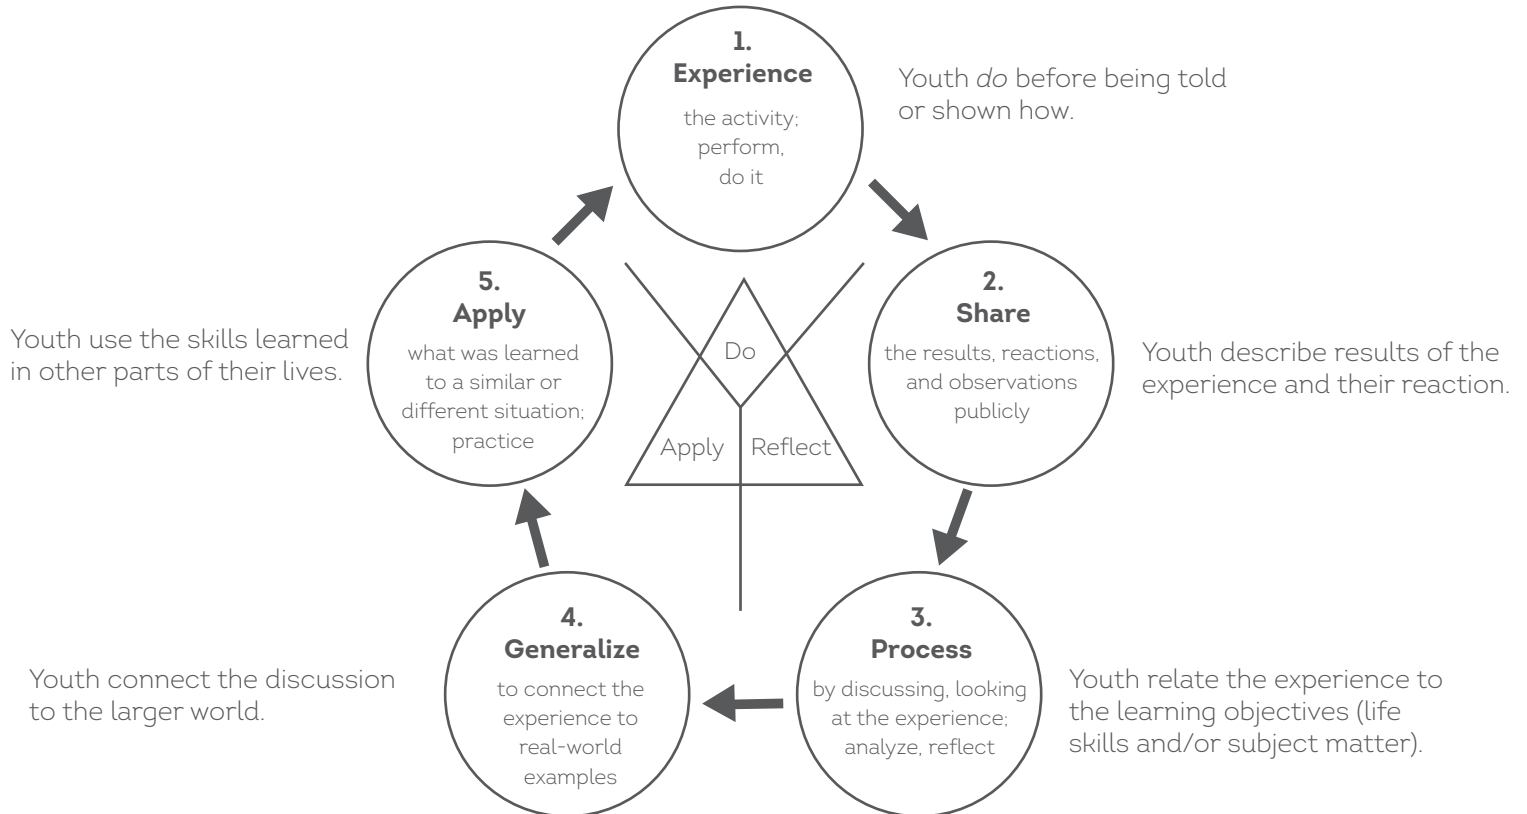 1.
Experience
the activity;
perform,
do it
Youth do before being told
or shown how.
2.
Share
the results, reactions,
and observations
publicly
Youth describe results of the
experience and their reaction.
3.
Process
by discussing, looking
at the experience;
analyze, reflect
Youth relate the experience to
the learning objectives (life
skills and/or subject matter).
4.
Generalize
to connect the
experience to
real-world
examples
Youth connect the discussion
to the larger world.
5.
Apply
what was learned
to a similar or
different situation;
practice
Youth use the skills learned
in other parts of their lives.
Do
Reflect
Apply